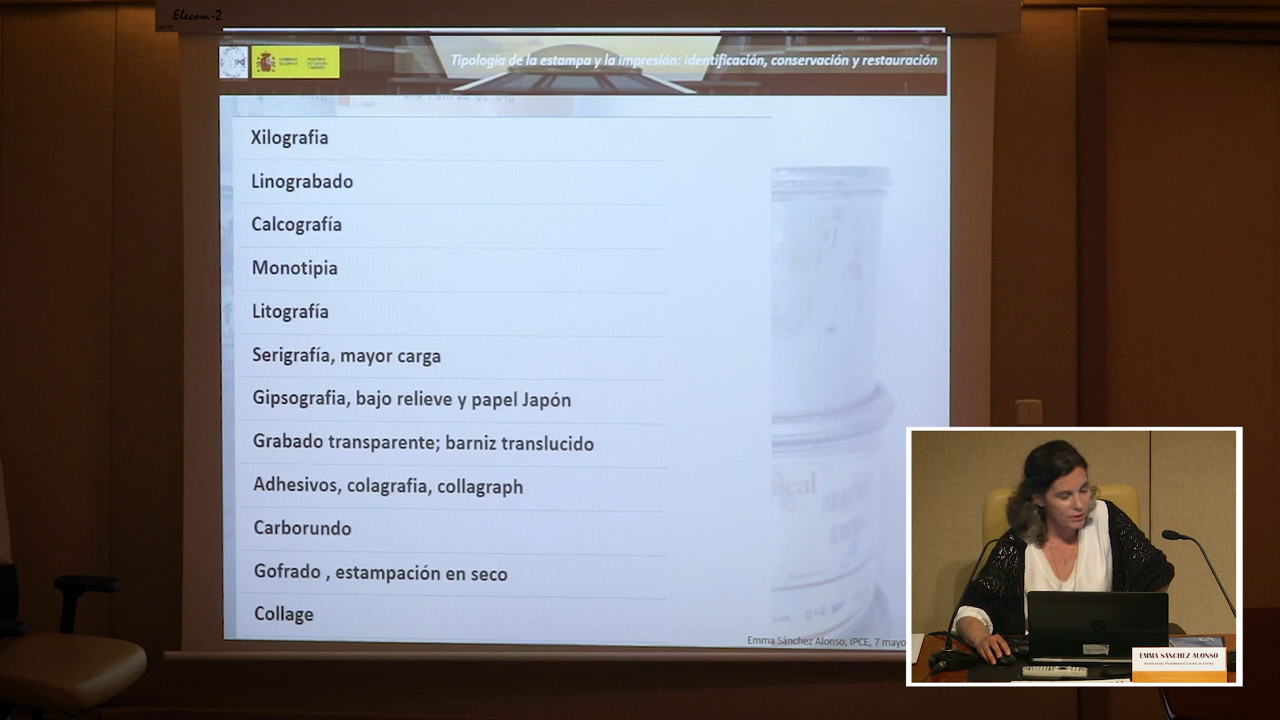 Elecom-2
Tipología de la estampa y la impresión: identificación, conservación y restauración
Xilografia
Linograbado
Calcografía
Monotipia
Litografía
Serigrafía, mayor carga
Gipsografia, bajo relieve y papel Japón
Grabado transparente; barniz translucido
Adhesivos, colagrafia, collagraph
Carborundo
Gofrado , estampación en seco
Collage
Emma Sánchez Alonso, IPCE, 7 mayo
EMMA SÁNCHEZ ALONSO